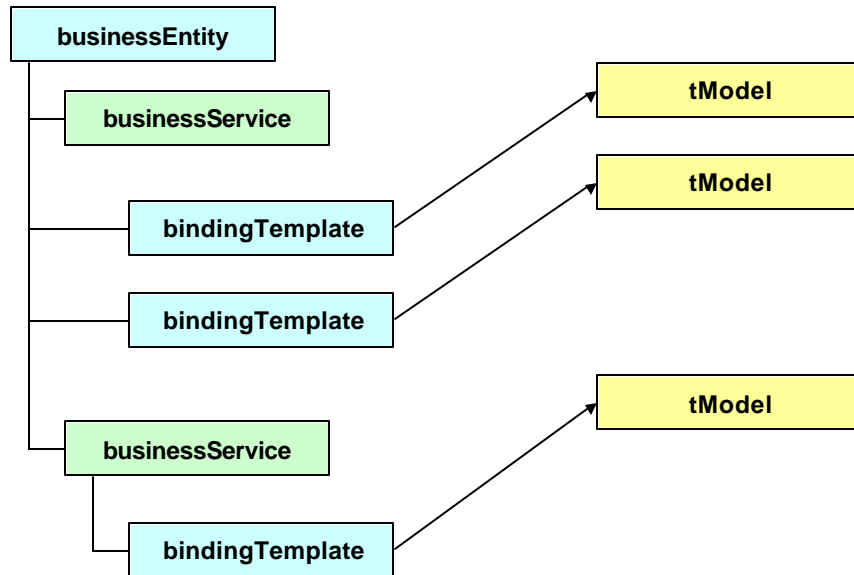 businessEntity
tModel
businessService
tModel
bindingTemplate
bindingTemplate
tModel
businessService
bindingTemplate